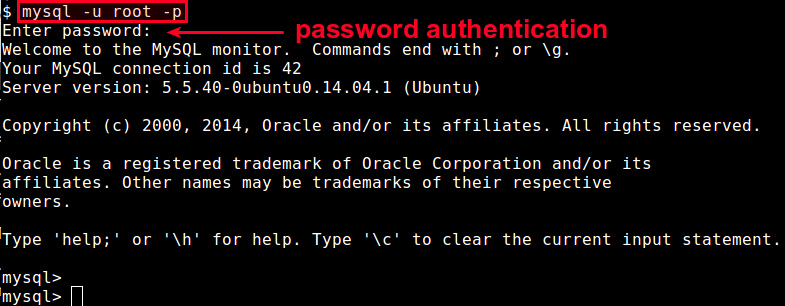 $ mysql -u root -p
Enter password: password authentication
Welcome to the MySQL monitor.  Commands end with ; or \g.
Your MySQL connection id is 42
Server version: 5.5.40-0ubuntu0.14.04.1 (Ubuntu)
Copyright (c) 2000, 2014, Oracle and/or its affiliates. All rights reserved.
Oracle is a registered trademark of Oracle Corporation and/or its
affiliates. Other names may be trademarks of their respective
owners.
Type 'help;' or '\h' for help. Type '\c' to clear the current input statement.
mysql>
mysql>